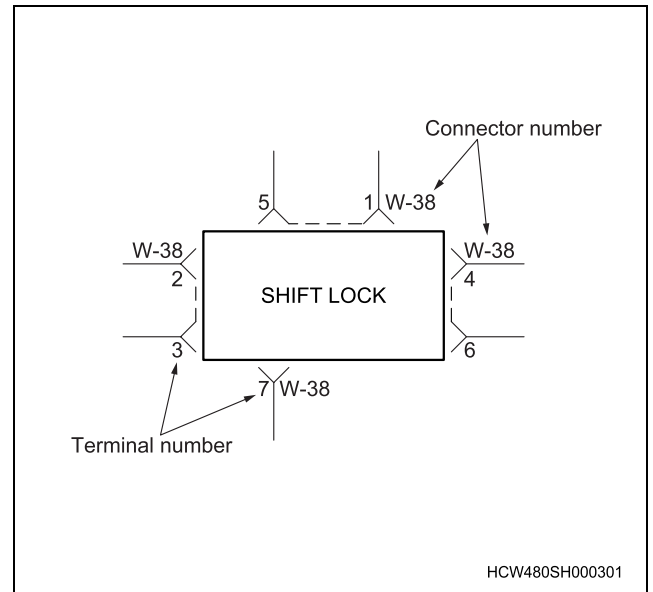 Connector number
5 1 W-38
W-38 W-38
2 4
SHIFT LOCK
3 6
7 W-38
Terminal number
HCW480SH000301